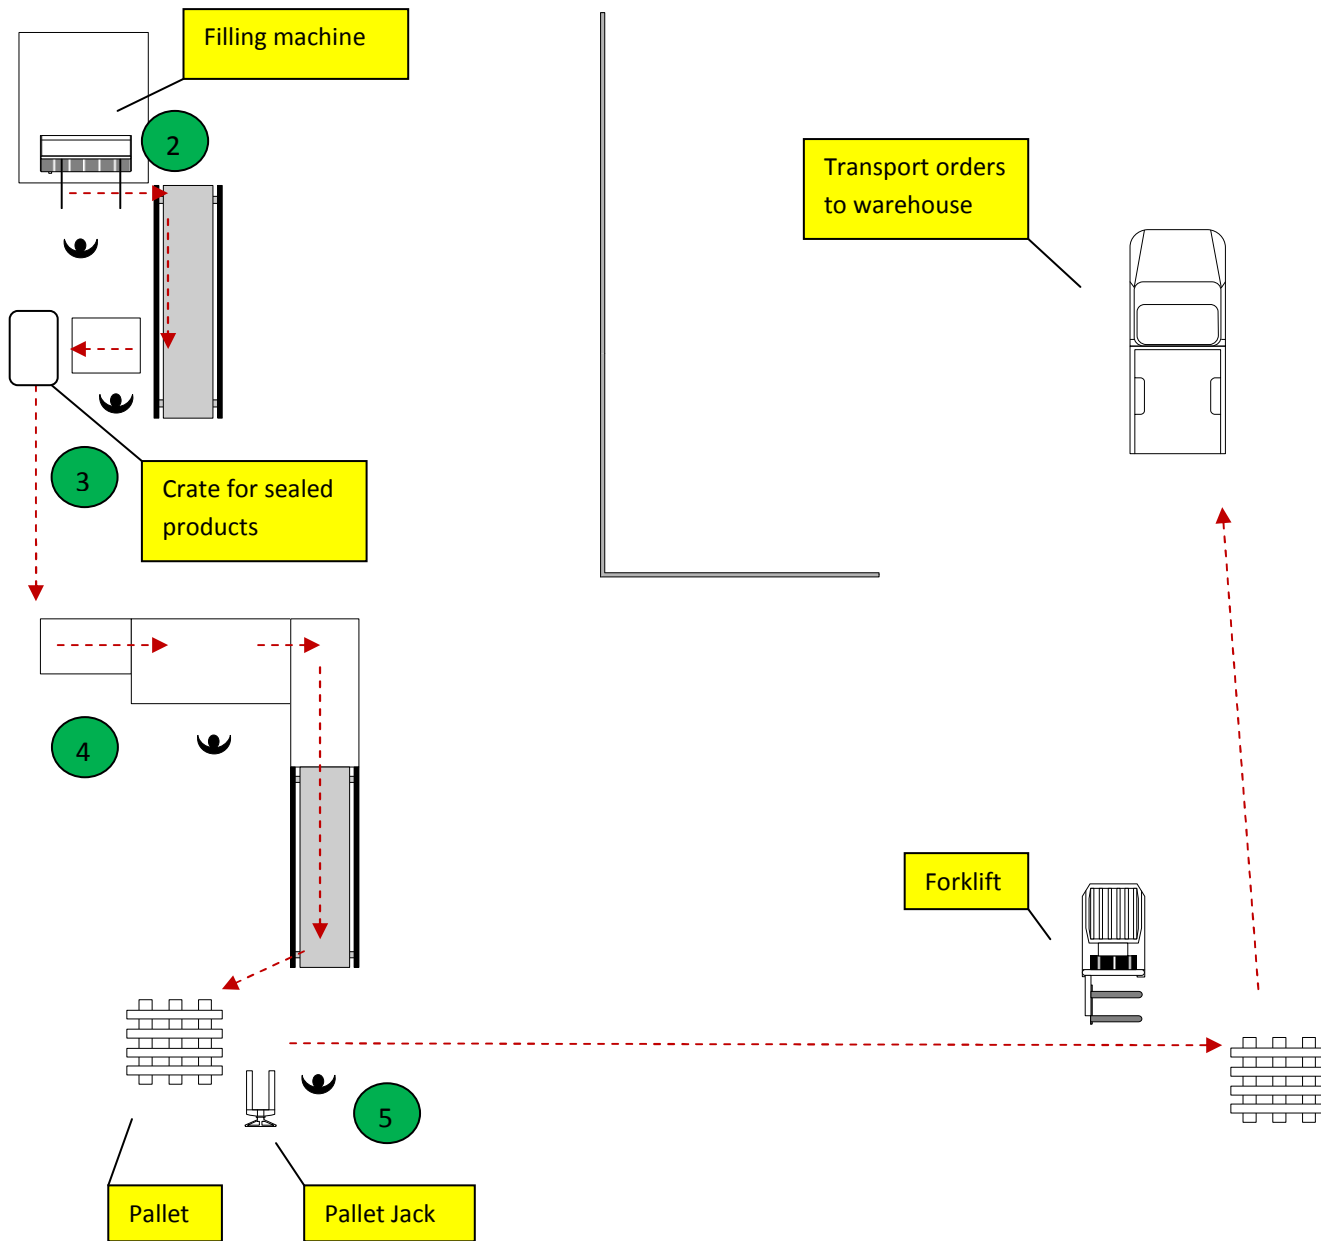 Filling machine
2
Transport orders
to warehouse
3
Crate for sealed
products
4
Forklift
5
Pallet
Pallet Jack